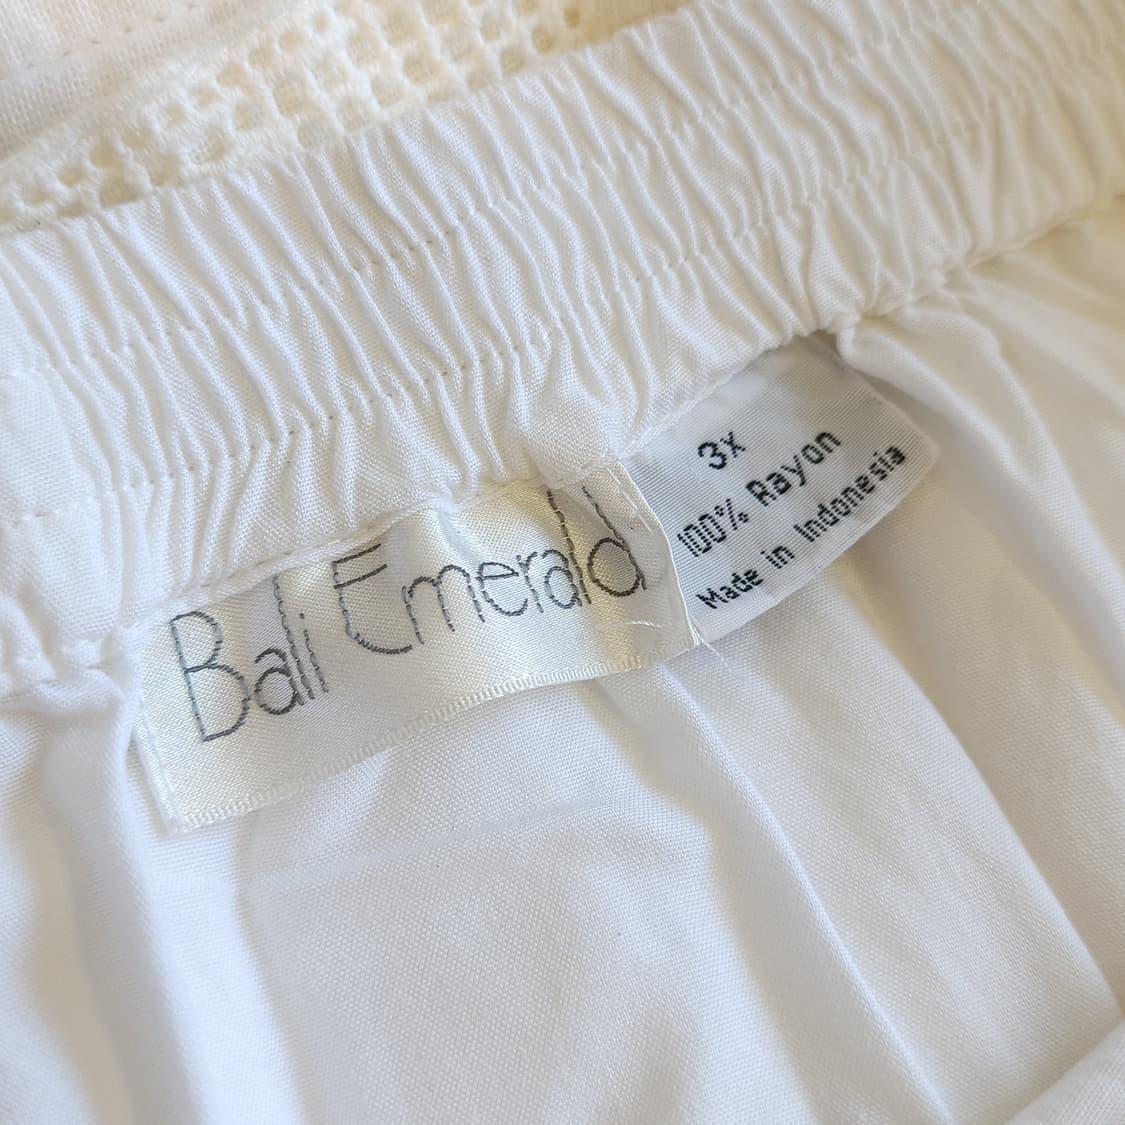 Bali Emerald
3x
100% Rayon
Made in Indonesia